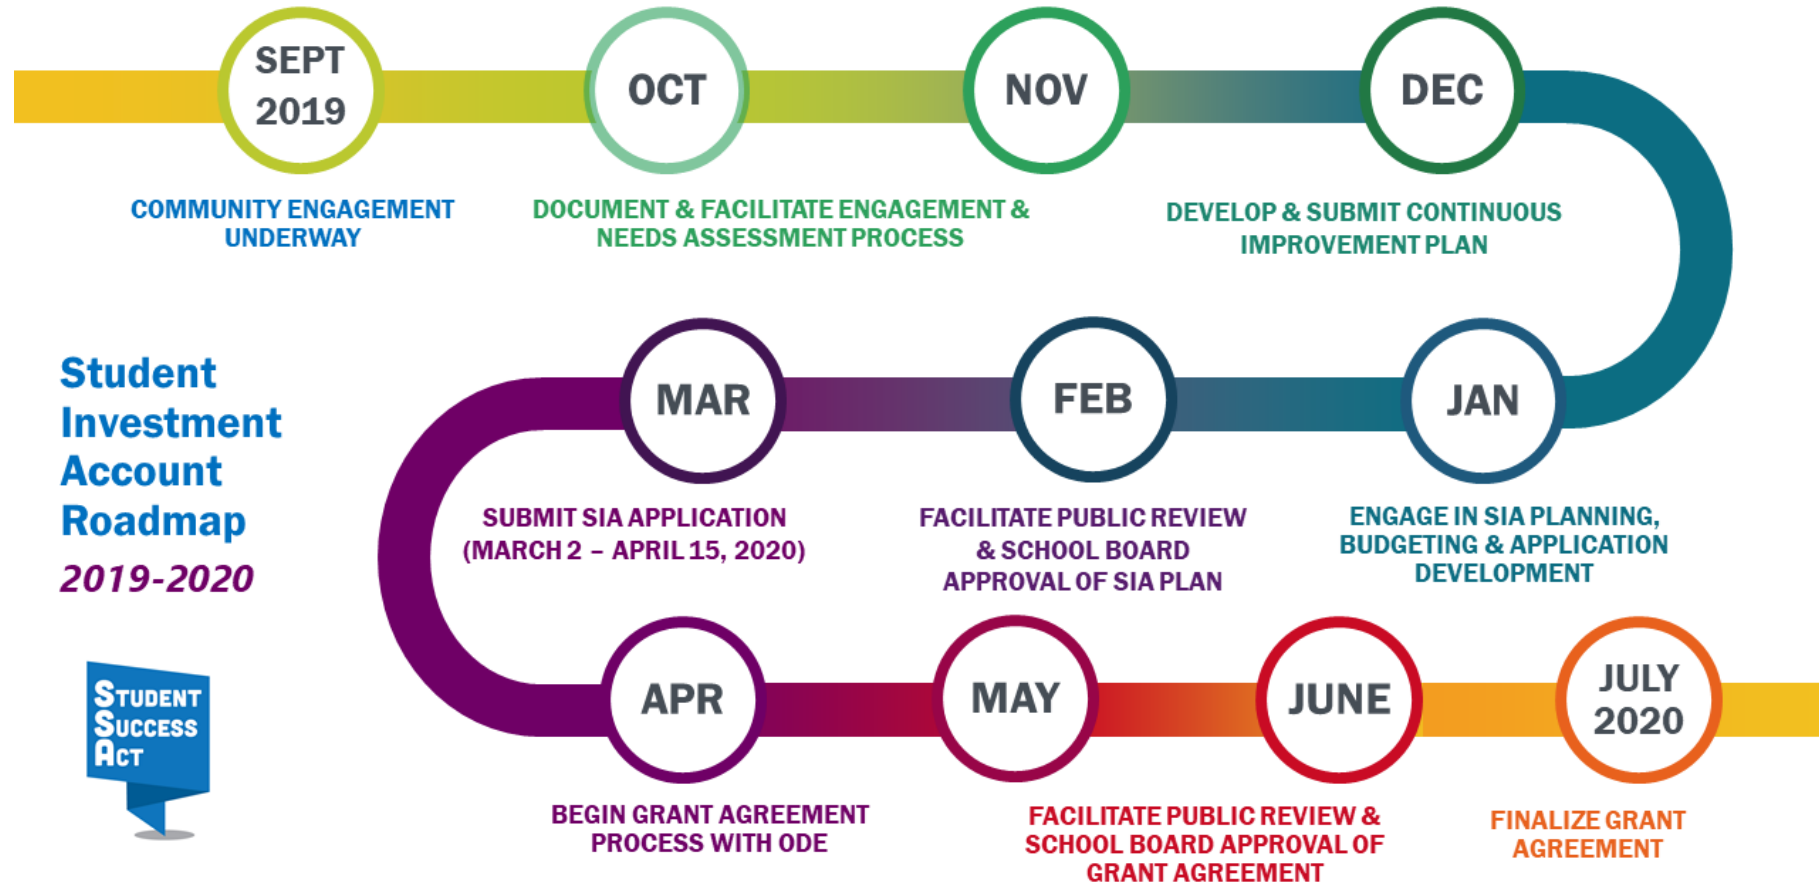 SEPT
2019
OCT
NOV
DEC
COMMUNITY ENGAGEMENT
UNDERWAY
DOCUMENT & FACILITATE ENGAGEMENT &
NEEDS ASSESSMENT PROCESS
DEVELOP & SUBMIT CONTINUOUS
IMPROVEMENT PLAN
Student
Investment
Account
Roadmap
2019-2020
MAR
FEB
JAN
SUBMIT SIA APPLICATION
(MARCH 2 – APRIL 15, 2020)
FACILITATE PUBLIC REVIEW
& SCHOOL BOARD
APPROVAL OF SIA PLAN
ENGAGE IN SIA PLANNING,
BUDGETING & APPLICATION
DEVELOPMENT
STUDENT
SUCCESS
ACT
APR
MAY
JUNE
JULY
2020
BEGIN GRANT AGREEMENT
PROCESS WITH ODE
FACILITATE PUBLIC REVIEW &
SCHOOL BOARD APPROVAL OF
GRANT AGREEMENT
FINALIZE GRANT
AGREEMENT